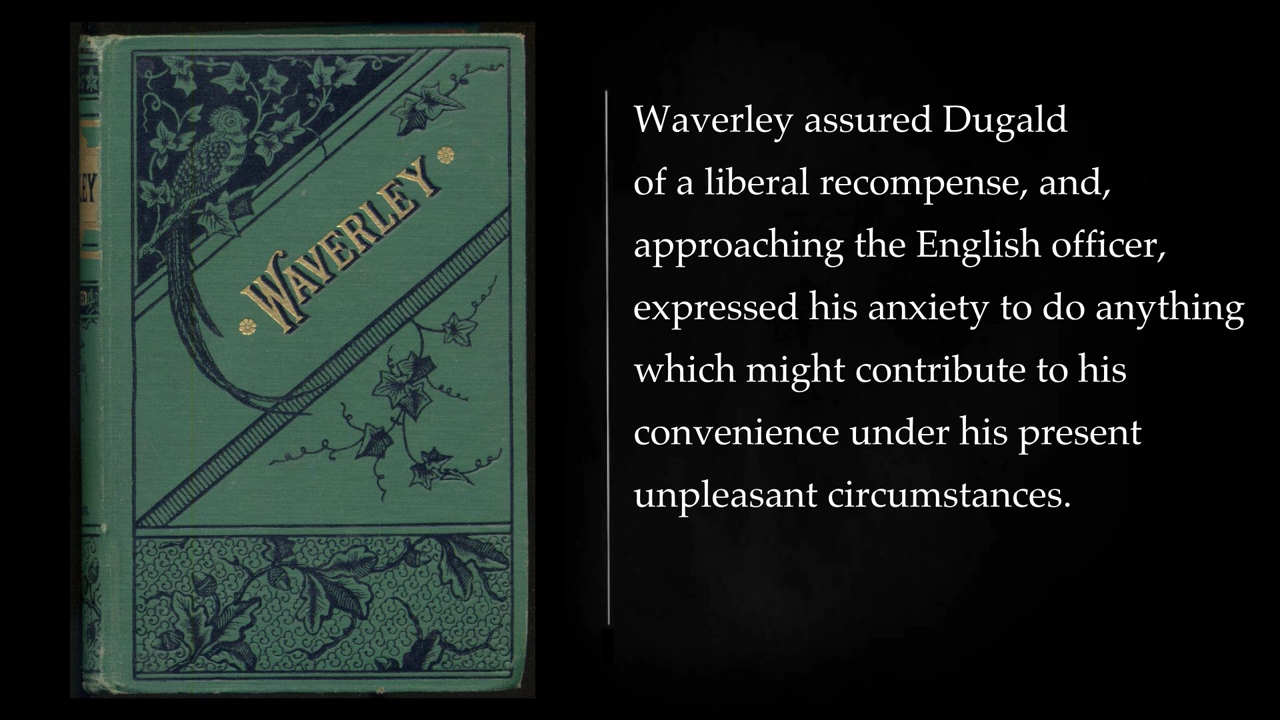 WAVERLEY
EY
Waverley assured Dugald
of a liberal recompense, and,
approaching the English officer,
expressed his anxiety to do anything
which might contribute to his
convenience under his present
unpleasant circumstances.